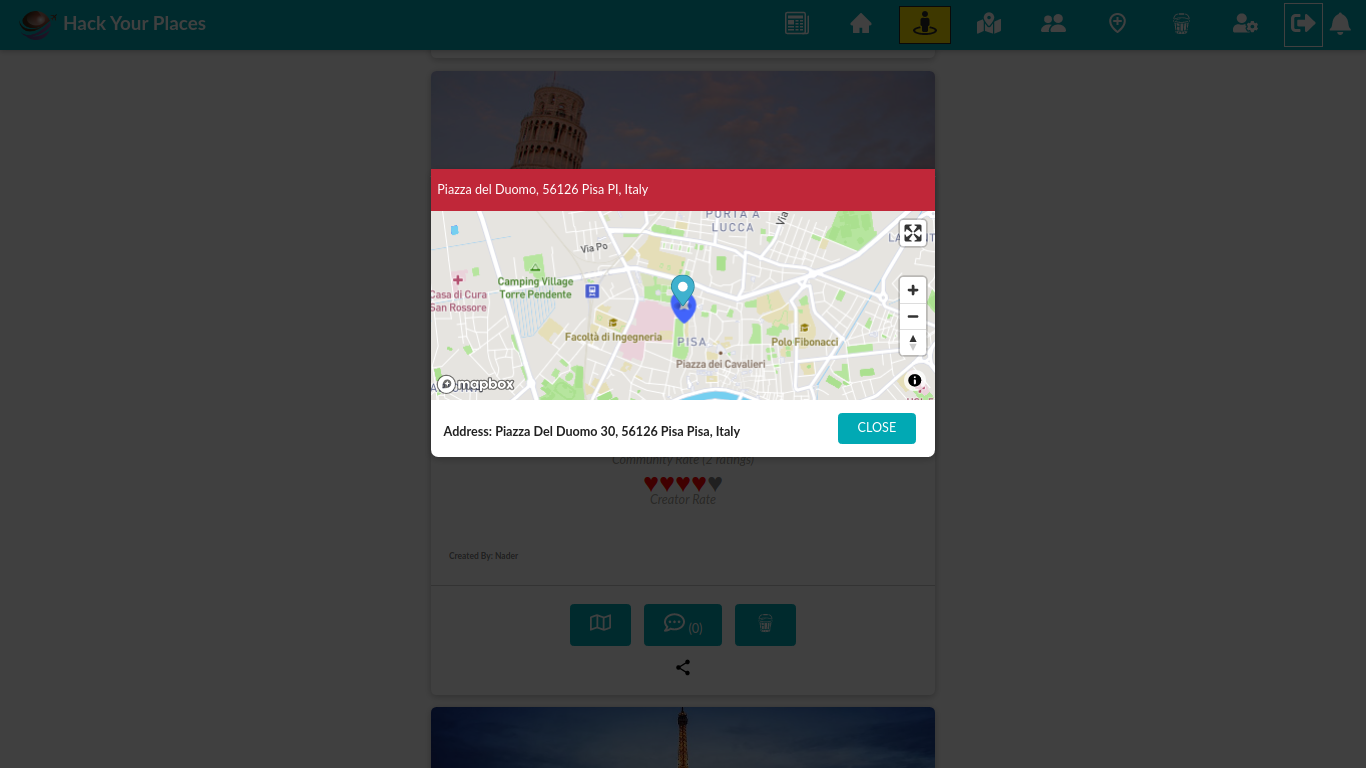 Hack Your Places
Piazza del Duomo, 56126 Pisa PI, Italy
PORTA A
LUCCA
Via
Via Po
Camping Village
Torre Pendente
Casa di Cura
San Rossore
Facoltà di Ingegneria
PISA
Polo Fibonacci
Piazza dei Cavalieri
mapbox
Address: Piazza Del Duomo 30, 56126 Pisa Pisa, Italy
CLOSE
Community Rate (2 ratings)
Creator Rate
Created By: Nader
(0)